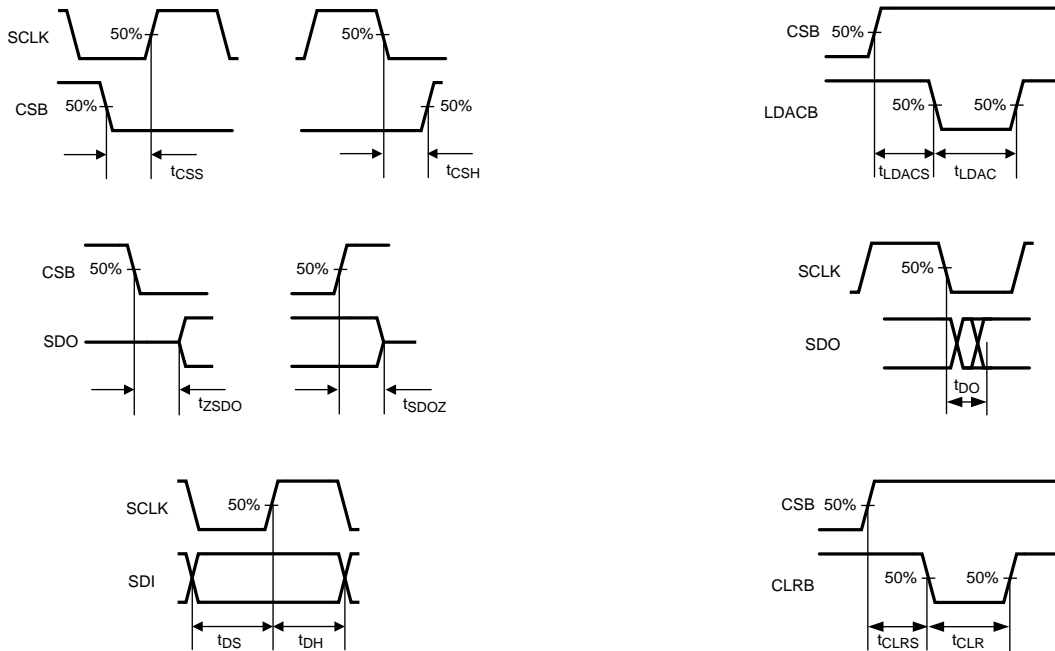 SCLK
50%
50%
CSB
50%
50%
tCSS
tCSH
CSB
50%
LDACB
50%
50%
tLDACS
tLDAC
CSB
50%
50%
SDO
tZSDO
tSDOZ
SCLK
50%
SDO
tDO
SCLK
50%
SDI
tDS
tDH
CSB
50%
CLRB
50%
50%
tCLRS
tCLR